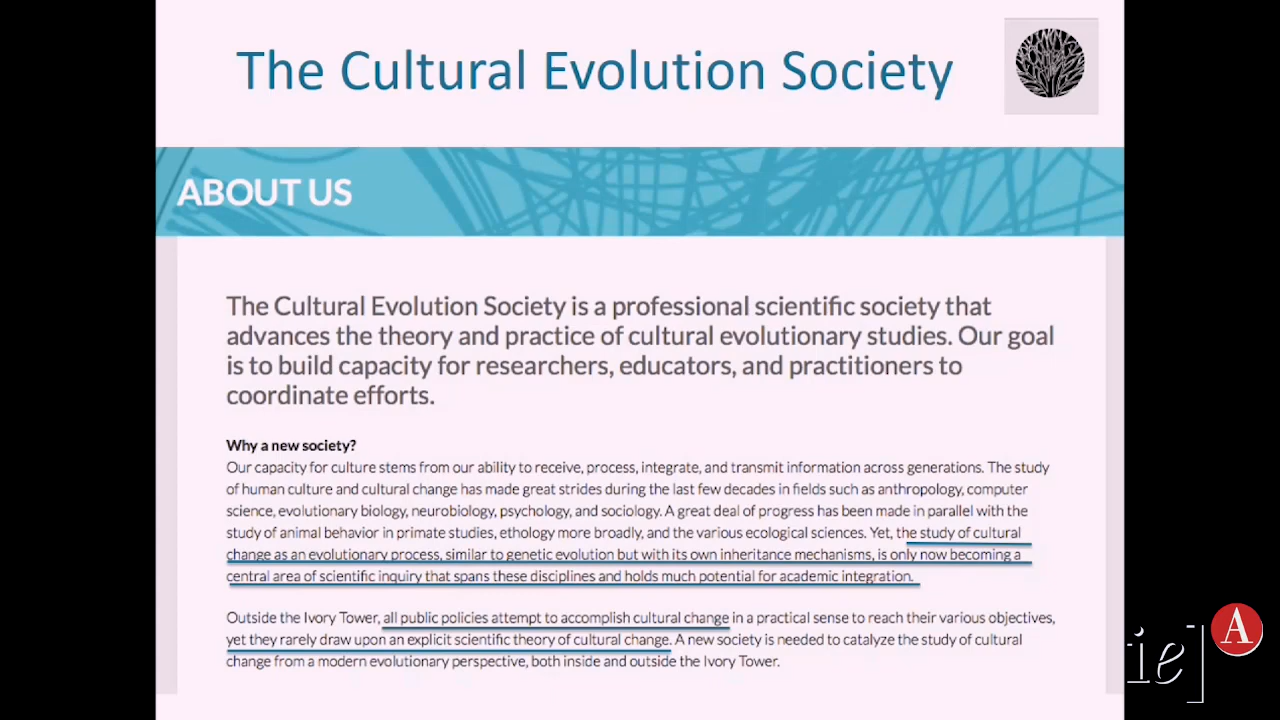 The Cultural Evolution Society
ABOUT US
The Cultural Evolution Society is a professional scientific society that
advances the theory and practice of cultural evolutionary studies. Our goal
is to build capacity for researchers, educators, and practitioners to
coordinate efforts.
Why a new society?
Our capacity for culture stems from our ability to receive, process, integrate, and transmit information across generations. The study
of human culture and cultural change has made great strides during the last few decades in fields such as anthropology, computer
science, evolutionary biology, neurobiology, psychology, and sociology. A great deal of progress has been made in parallel with the
study of animal behavior in primate studies, ethology more broadly, and the various ecological sciences. Yet, the study of cultural
change as an evolutionary process, similar to genetic evolution but with its own inheritance mechanisms, is only now becoming a
central area of scientific inquiry that spans these disciplines and holds much potential for academic integration.
Outside the Ivory Tower, all public policies attempt to accomplish cultural change in a practical sense to reach their various objectives,
yet they rarely draw upon an explicit scientific theory of cultural change. A new society is needed to catalyze the study of cultural
change from a modern evolutionary perspective, both inside and outside the Ivory Tower.
ie]
A